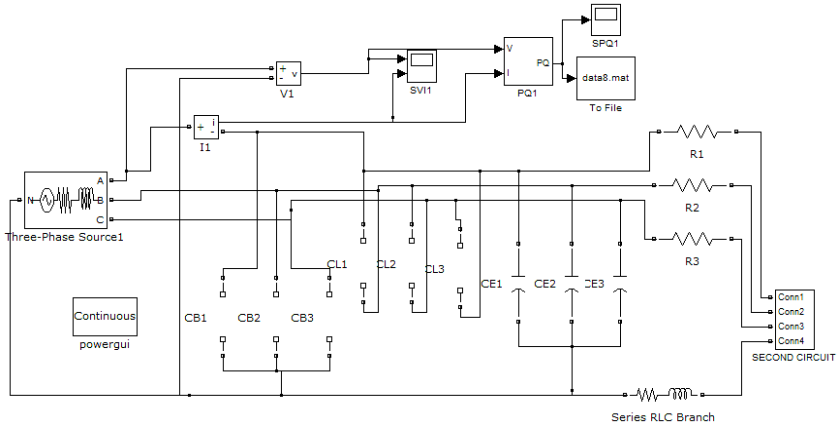 SPQ1
V
I
PQ
PQ1
data8.mat
To File
+
-
v
V1
SVI1
+
i
-
I1
R1
A
N
B
C
Three-Phase Source1
R2
R3
CL1
CL2
CL3
CE1
CE2
CE3
CB1
CB2
CB3
Continuous
powergui
Conn1
Conn2
Conn3
Conn4
SECOND CIRCUIT
Series RLC Branch